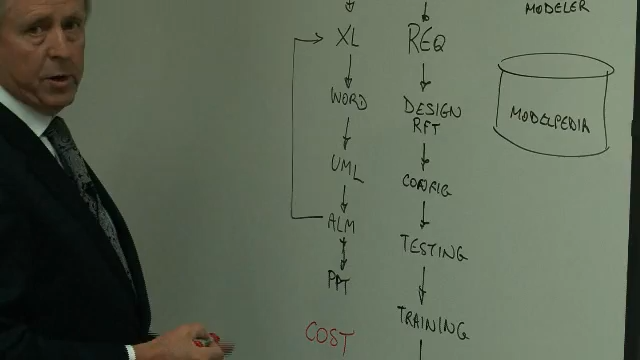 MODELER
XL
REQ
WORD
DESIGN
RFT
MODELPEDIA
UML
CONFIG
ALM
TESTING
PPT
TRAINING
COST